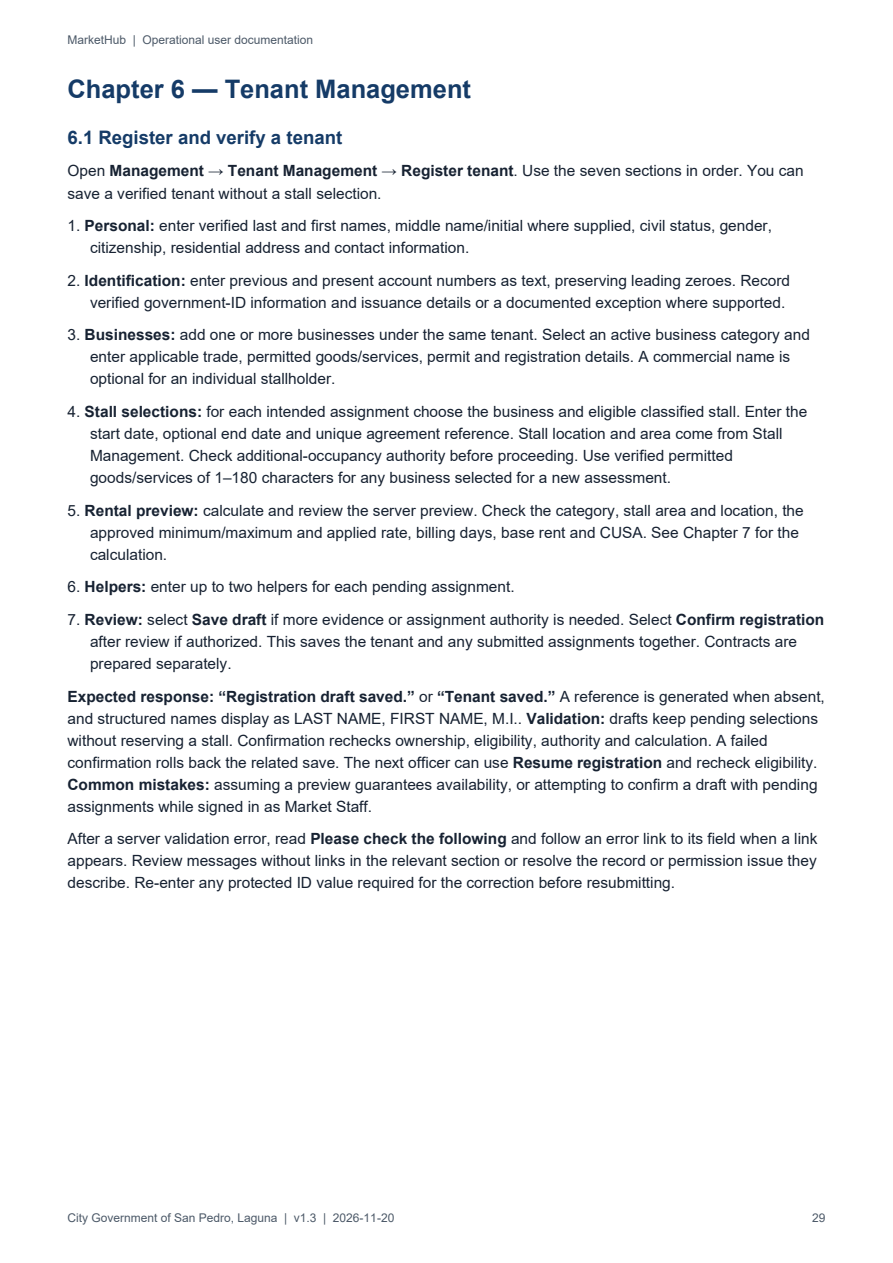 MarketHub | Operational user documentation
Chapter 6 — Tenant Management
6.1 Register and verify a tenant
Open Management → Tenant Management → Register tenant. Use the seven sections in order. You can
save a verified tenant without a stall selection.
1. Personal: enter verified last and first names, middle name/initial where supplied, civil status, gender,
citizenship, residential address and contact information.
2. Identification: enter previous and present account numbers as text, preserving leading zeroes. Record
verified government-ID information and issuance details or a documented exception where supported.
3. Businesses: add one or more businesses under the same tenant. Select an active business category and
enter applicable trade, permitted goods/services, permit and registration details. A commercial name is
optional for an individual stallholder.
4. Stall selections: for each intended assignment choose the business and eligible classified stall. Enter the
start date, optional end date and unique agreement reference. Stall location and area come from Stall
Management. Check additional-occupancy authority before proceeding. Use verified permitted
goods/services of 1–180 characters for any business selected for a new assessment.
5. Rental preview: calculate and review the server preview. Check the category, stall area and location, the
approved minimum/maximum and applied rate, billing days, base rent and CUSA. See Chapter 7 for the
calculation.
6. Helpers: enter up to two helpers for each pending assignment.
7. Review: select Save draft if more evidence or assignment authority is needed. Select Confirm registration
after review if authorized. This saves the tenant and any submitted assignments together. Contracts are
prepared separately.
Expected response: “Registration draft saved.” or “Tenant saved.” A reference is generated when absent,
and structured names display as LAST NAME, FIRST NAME, M.I.. Validation: drafts keep pending selections
without reserving a stall. Confirmation rechecks ownership, eligibility, authority and calculation. A failed
confirmation rolls back the related save. The next officer can use Resume registration and recheck eligibility.
Common mistakes: assuming a preview guarantees availability, or attempting to confirm a draft with pending
assignments while signed in as Market Staff.
After a server validation error, read Please check the following and follow an error link to its field when a link
appears. Review messages without links in the relevant section or resolve the record or permission issue they
describe. Re-enter any protected ID value required for the correction before resubmitting.
City Government of San Pedro, Laguna | v1.3 | 2026-11-20
29